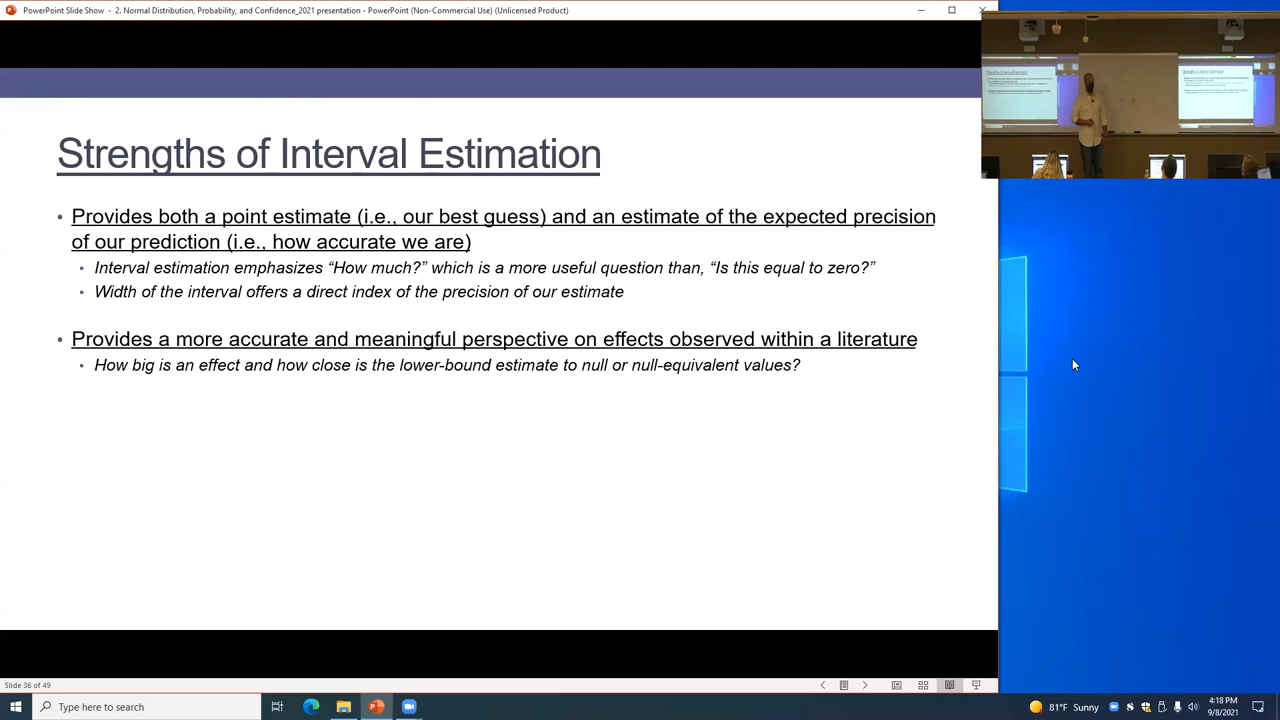 PowerPoint Slide Show - 2. Normal Distribution, Probability, and Confidence_2021 presentation - PowerPoint (Non-Commercial Use) (Unlicensed Product)
Strengths of Interval Estimation
• Provides both a point estimate (i.e., our best guess) and an estimate of the expected precision
of our prediction (i.e., how accurate we are)
• Interval estimation emphasizes “How much?” which is a more useful question than, “Is this equal to zero?”
• Width of the interval offers a direct index of the precision of our estimate
• Provides a more accurate and meaningful perspective on effects observed within a literature
• How big is an effect and how close is the lower-bound estimate to null or null-equivalent values?
Slide 36 of 49
Type here to search
81°F Sunny
4:18 PM
9/8/2021